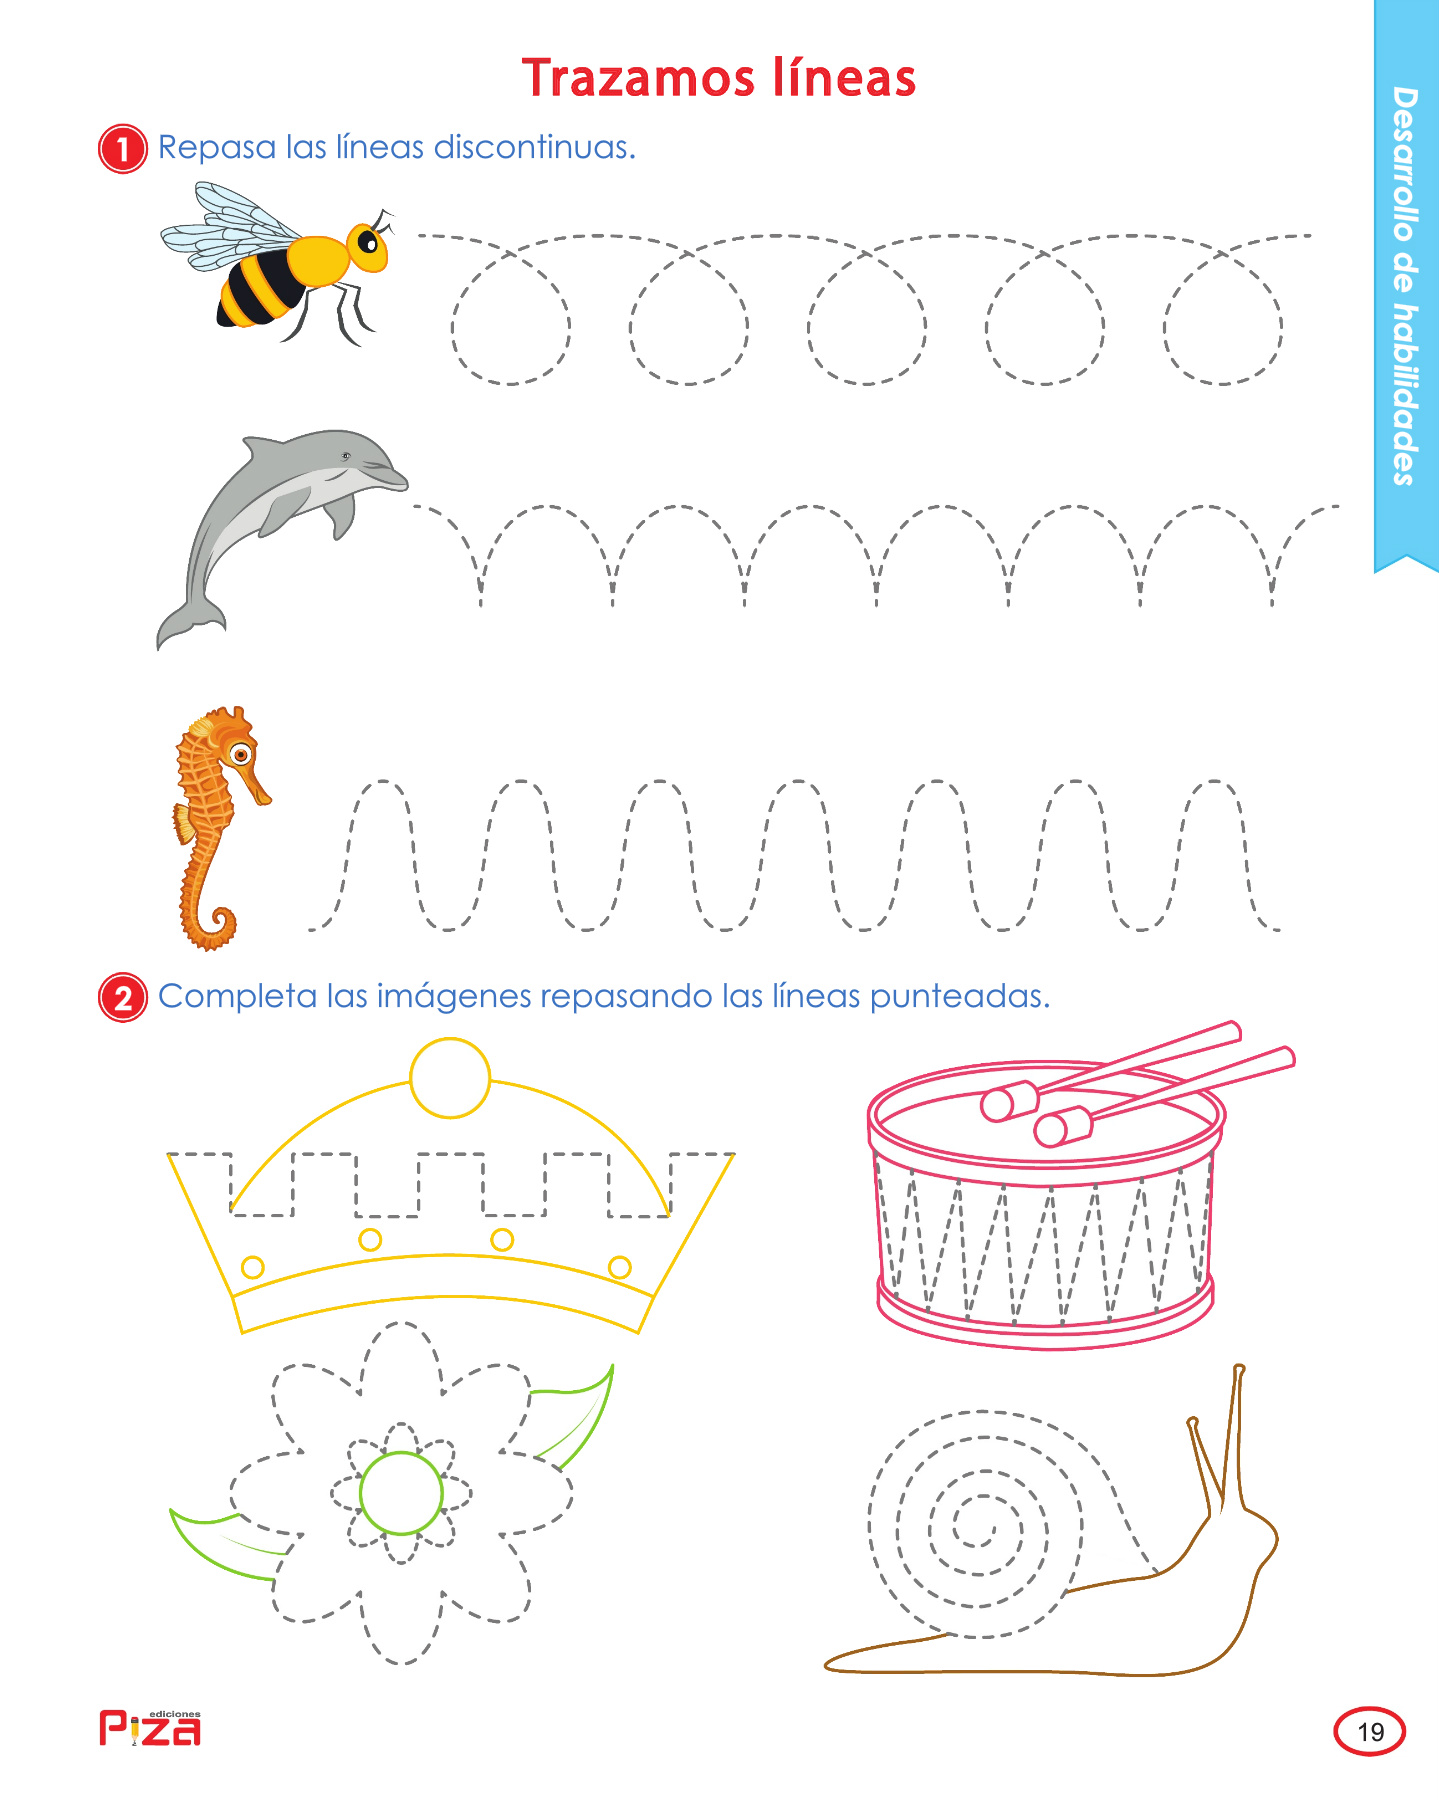 Trazamos líneas
Desarrollo de habilidades
1 Repasa las líneas discontinuas.
2 Completa las imágenes repasando las líneas punteadas.
ediciones
Piza
19